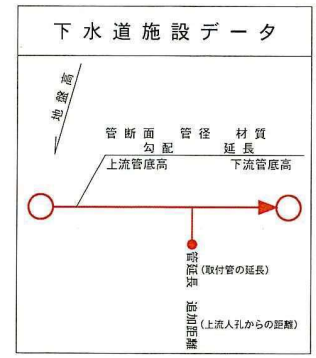 下水道施設データ
地盤高
管断面 管径 材質
勾配 延長
上流管底高 下流管底高
管延長 (取付管の延長)
追加距離 (上流人孔からの距離)